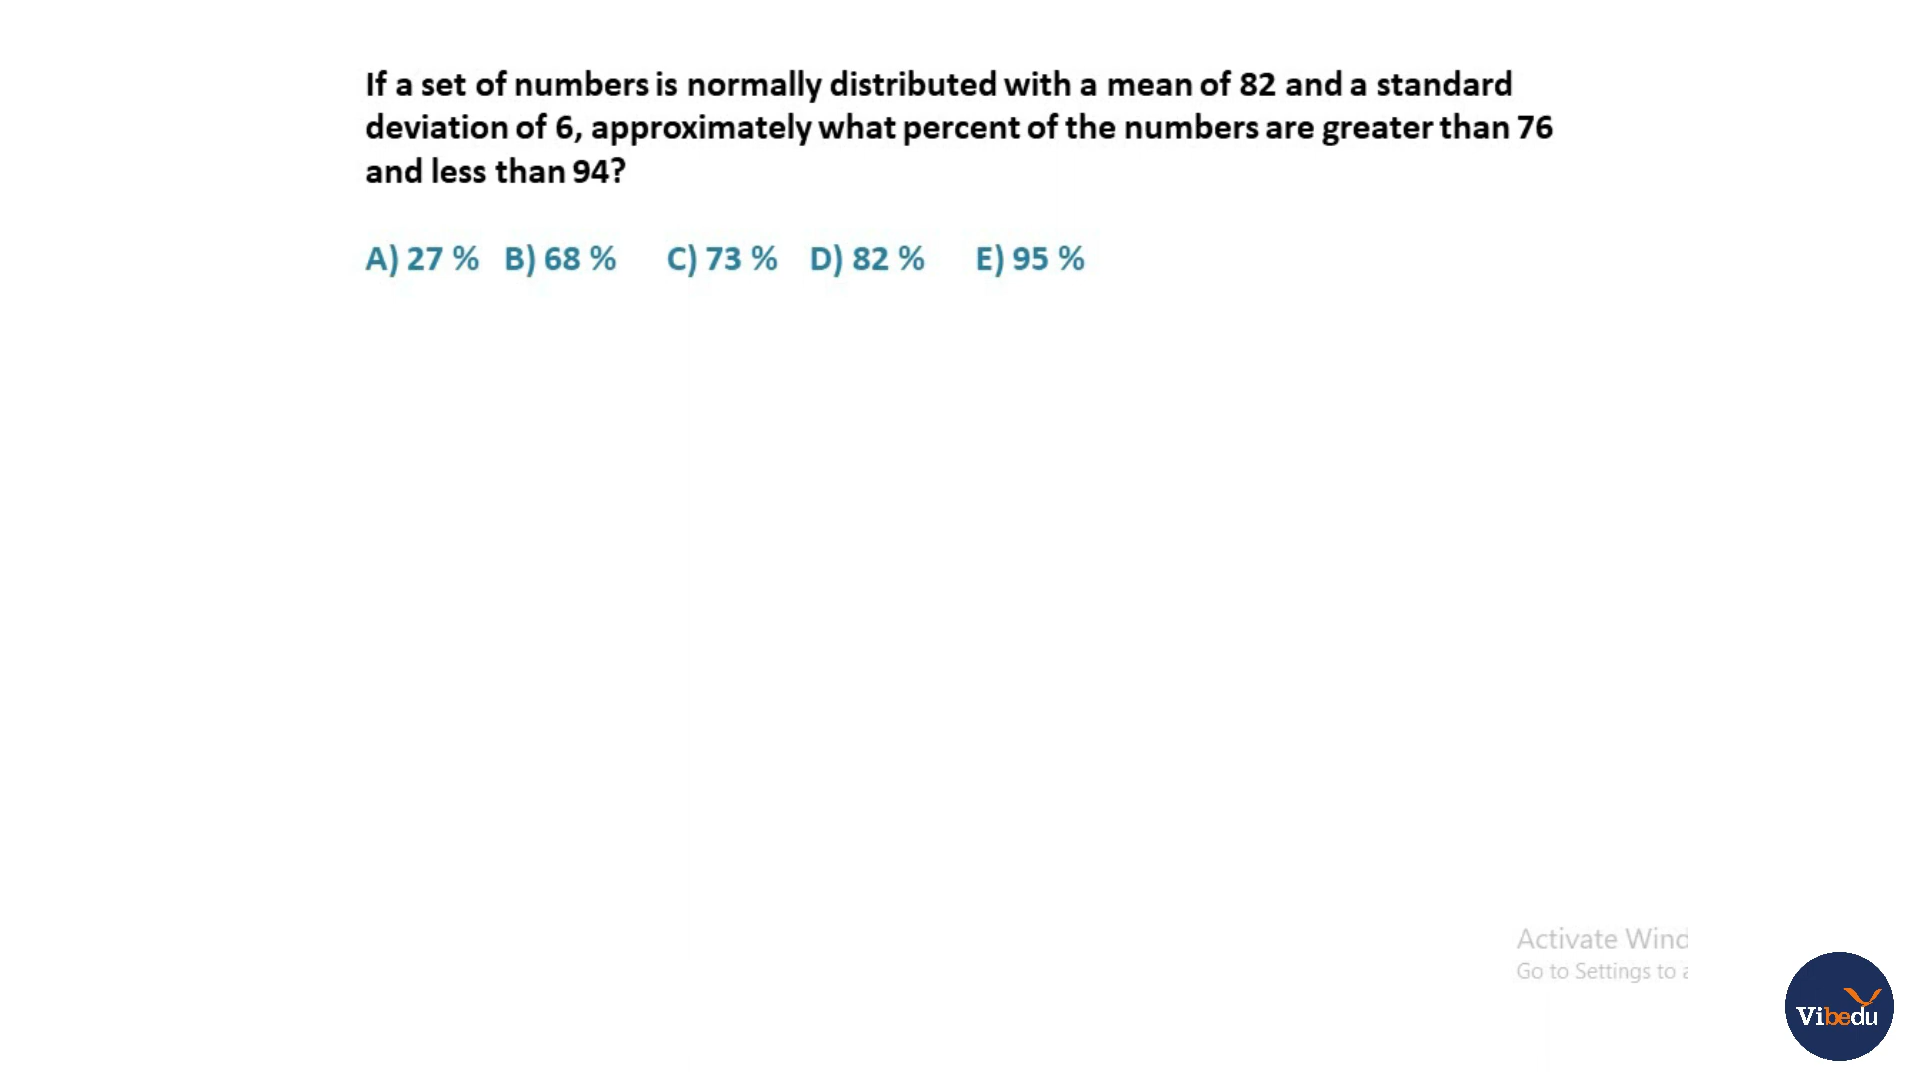 If a set of numbers is normally distributed with a mean of 82 and a standard
deviation of 6, approximately what percent of the numbers are greater than 76
and less than 94?
A) 27 % B) 68 % C) 73 % D) 82 % E) 95 %
Activate Wind
Go to Settings to a
Vibedu